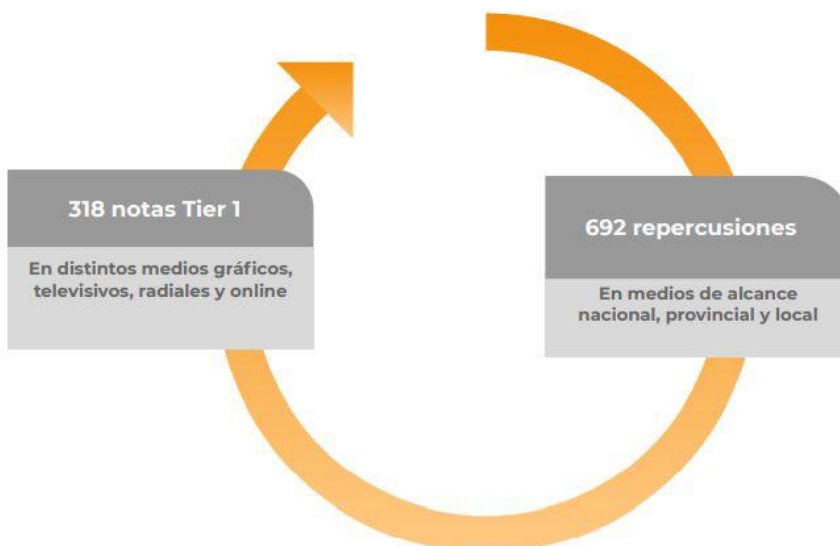 318 notas Tier 1
En distintos medios gráficos,
televisivos, radiales y online
692 repercusiones
En medios de alcance
nacional, provincial y local